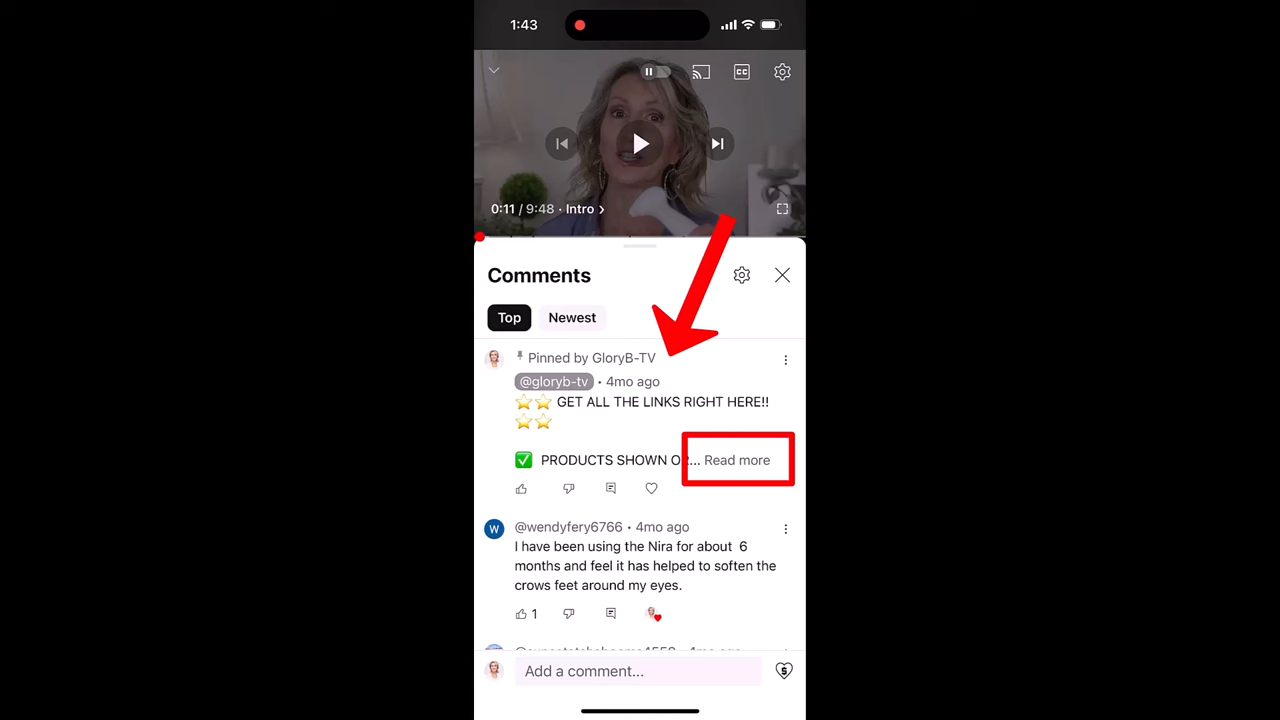 1:43
CC
0:11 / 9:48 · Intro >
Comments
Top
Newest
Pinned by GloryB-TV
@gloryb-tv • 4mo ago
⭐⭐ GET ALL THE LINKS RIGHT HERE!!
⭐⭐
✅ PRODUCTS SHOWN OR... Read more
W
@wendyfery6766 • 4mo ago
I have been using the Nira for about 6
months and feel it has helped to soften the
crows feet around my eyes.
1
Add a comment...
$